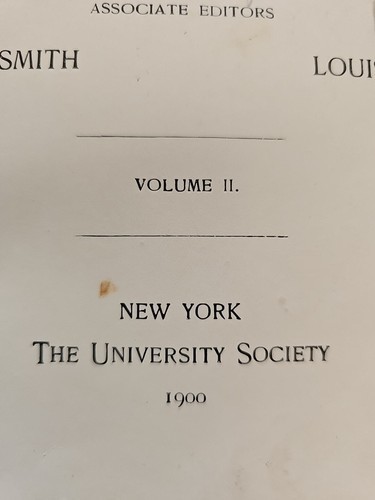 ASSOCIATE EDITORS
SMITH
VOLUME II.
NEW YORK
THE UNIVERSITY SOCIETY
1900